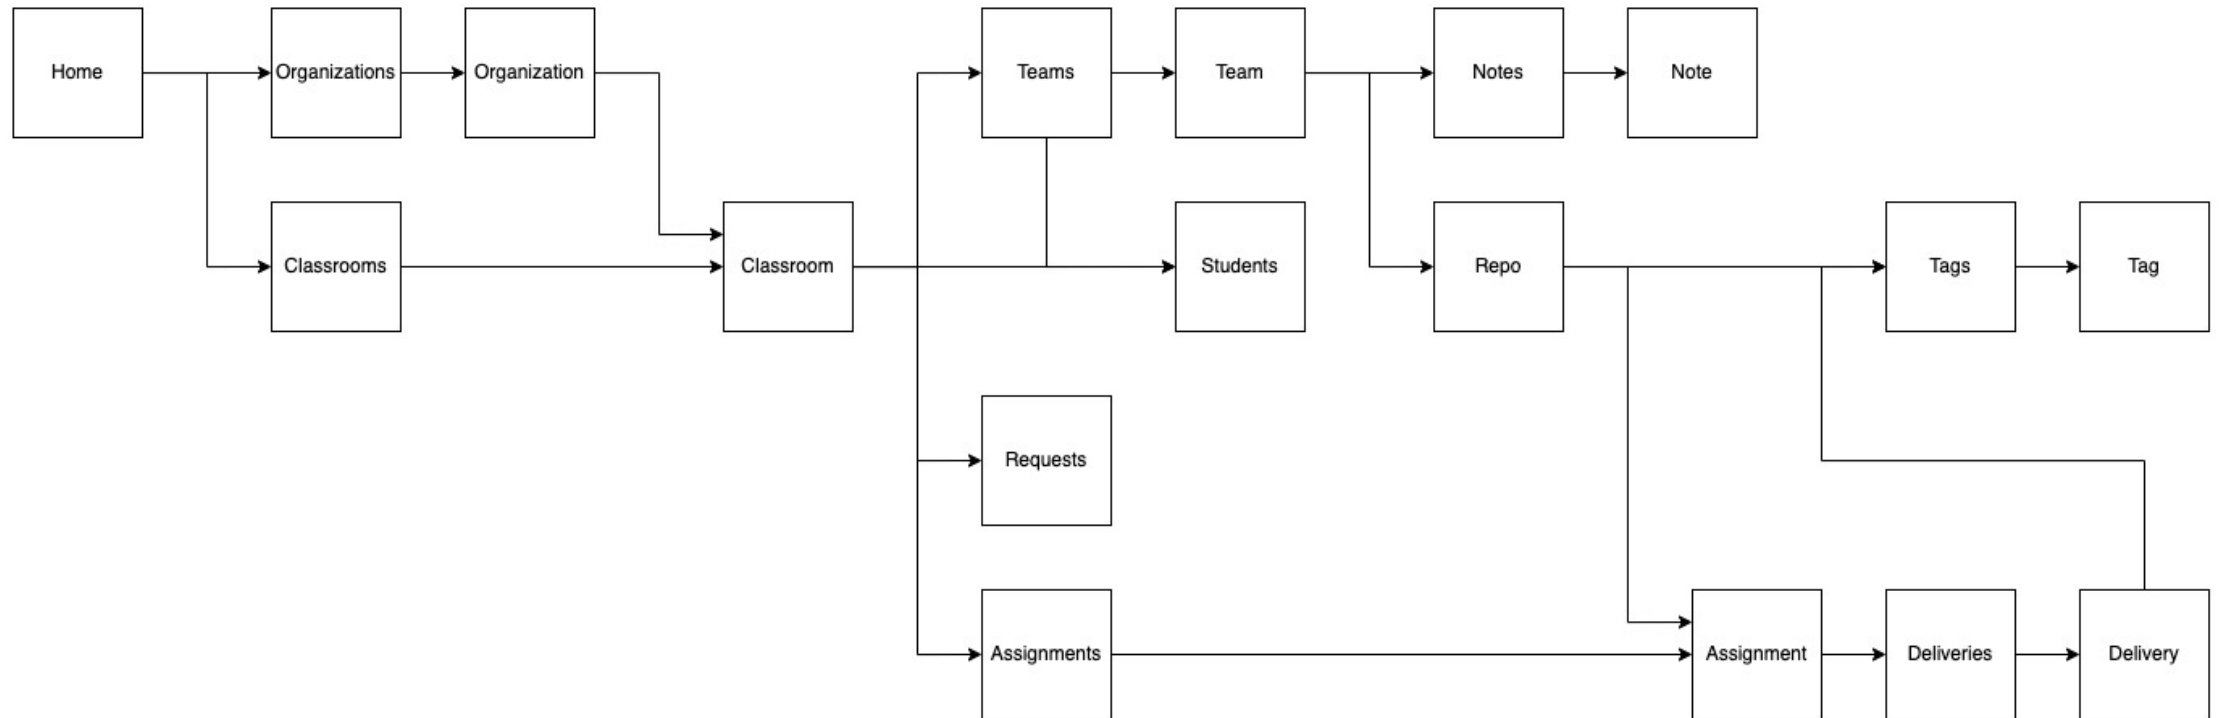 Home
Organizations
Organization
Teams
Team
Notes
Note
Classrooms
Classroom
Students
Repo
Tags
Tag
Requests
Assignments
Assignment
Deliveries
Delivery